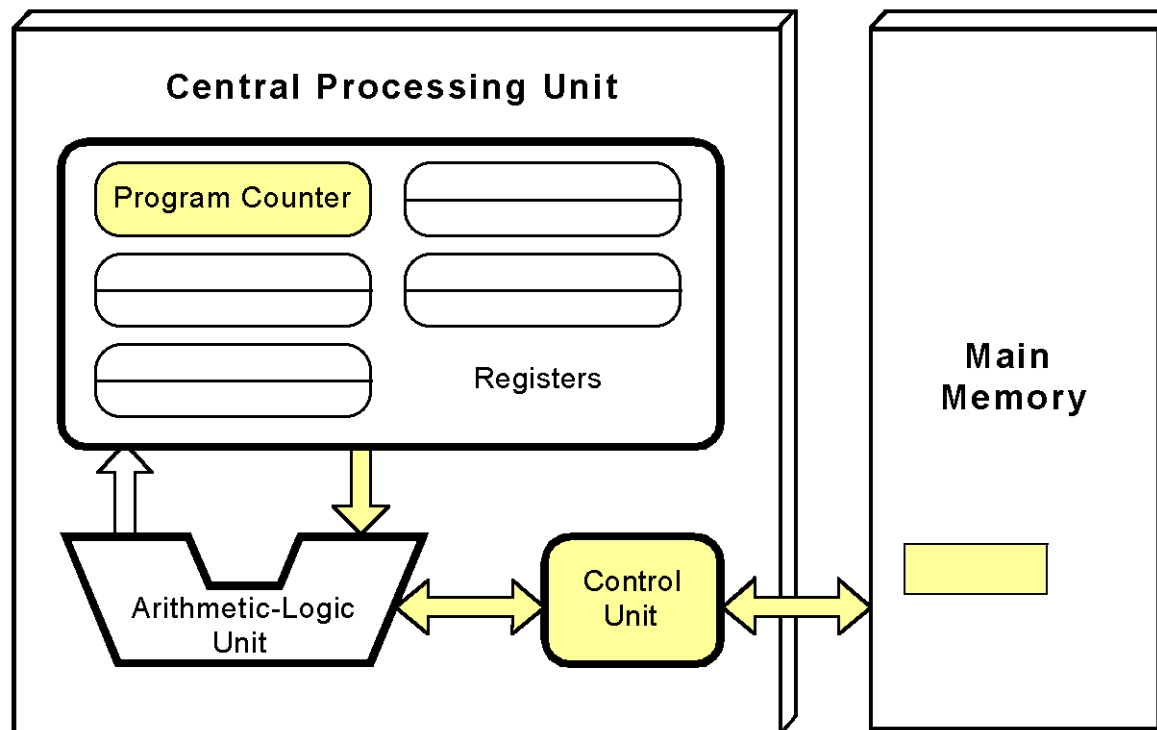 Central Processing Unit
Program Counter
Registers
Main
Memory
Arithmetic-Logic
Unit
Control
Unit